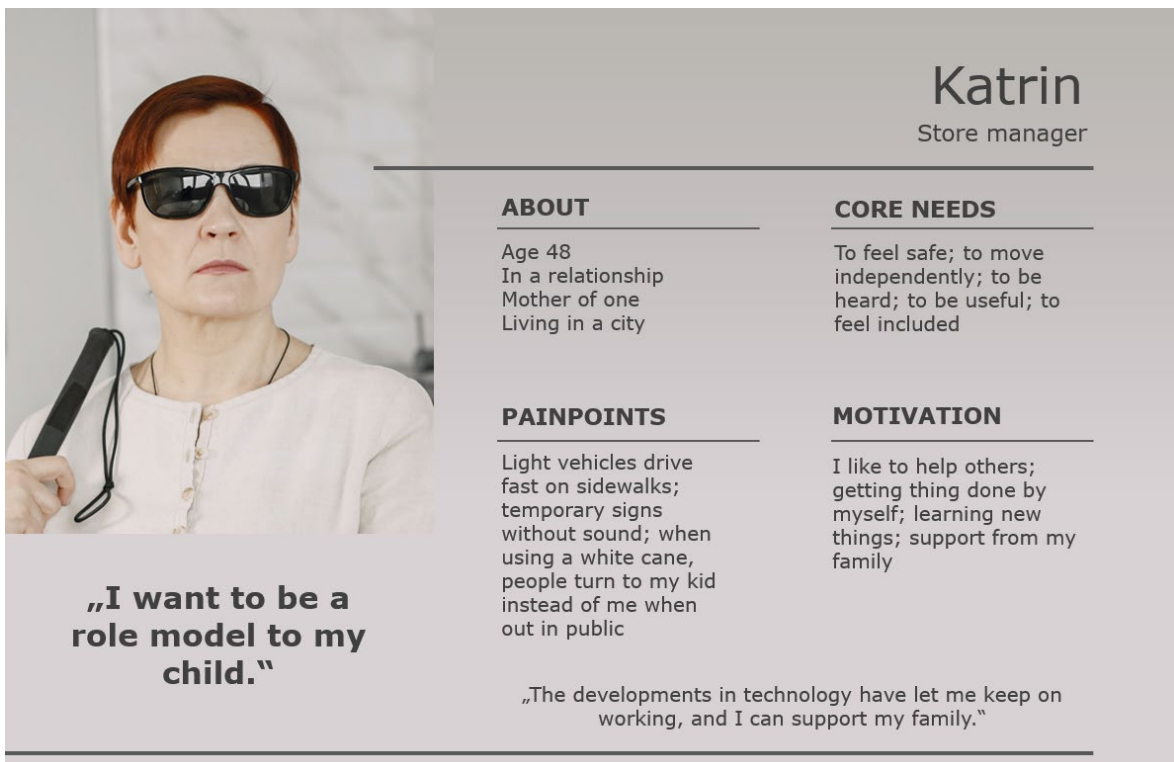 Katrin
Store manager
ABOUT
Age 48
In a relationship
Mother of one
Living in a city
CORE NEEDS
To feel safe; to move
independently; to be
heard; to be useful; to
feel included
PAINPOINTS
Light vehicles drive
fast on sidewalks;
temporary signs
without sound; when
using a white cane,
people turn to my kid
instead of me when
out in public
MOTIVATION
I like to help others;
getting thing done by
myself; learning new
things; support from my
family
„I want to be a
role model to my
child.“
„The developments in technology have let me keep on
working, and I can support my family.“